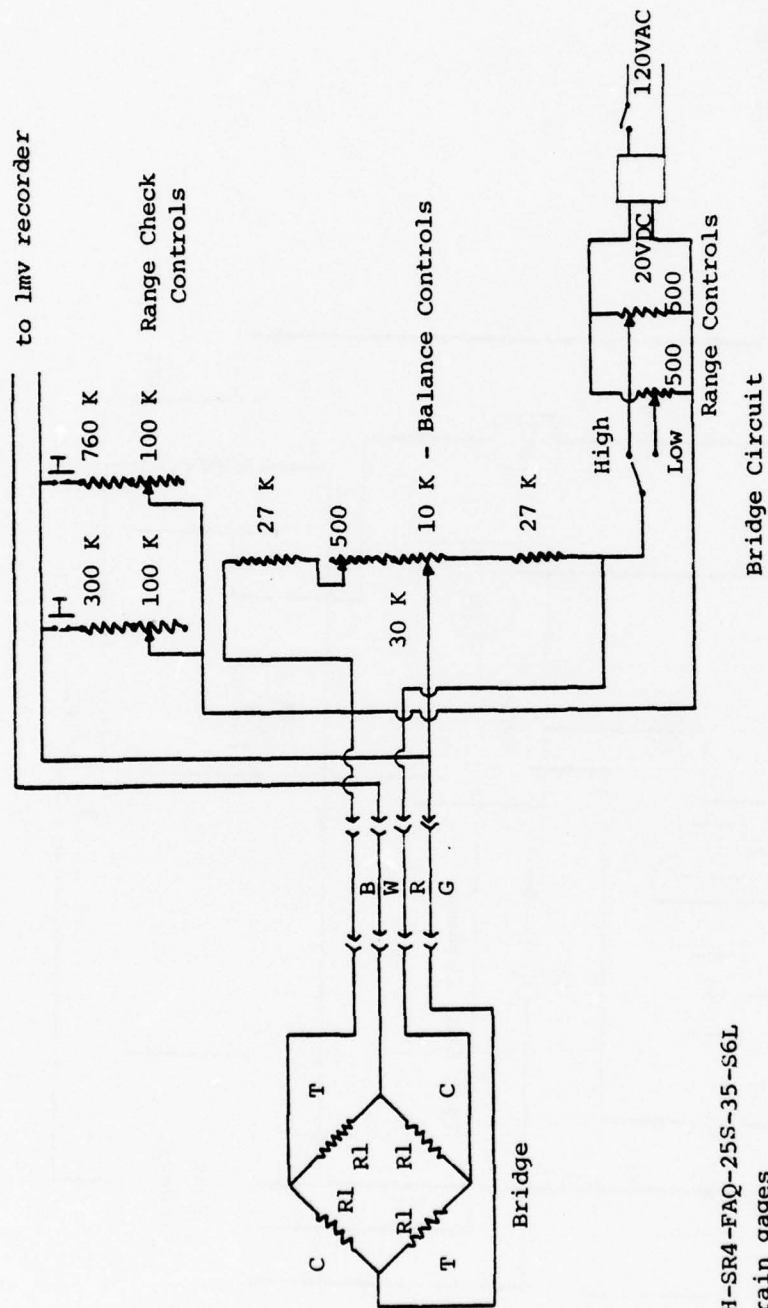 to 1mv recorder
300 K
100 K
760 K
100 K
Range Check
Controls
27 K
500
30 K
10 K - Balance Controls
27 K
High
Low
500
500
20VDC
120VAC
Range Controls
Bridge Circuit
B
W
R
G
T
C
C
T
R1
R1
R1
R1
Bridge
H-SR4-FAQ-25S-35-S6L
rain gages